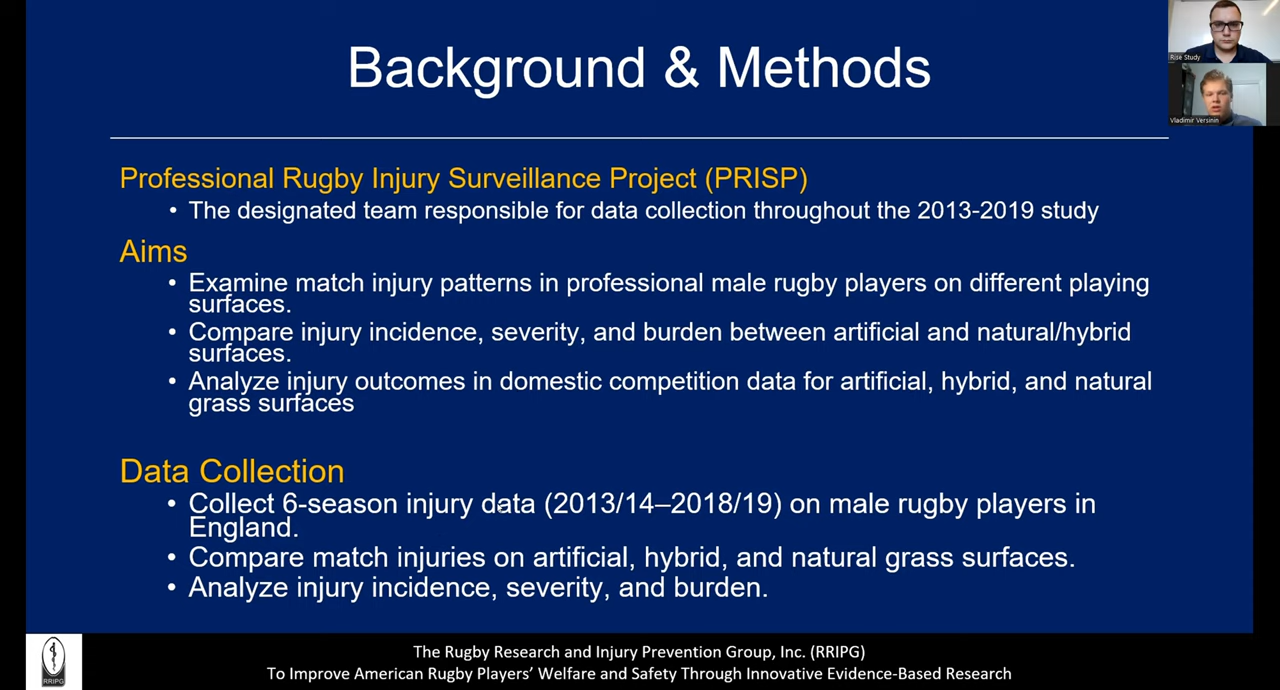 Background & Methods
Rise Study
Vladimir Versinin
Professional Rugby Injury Surveillance Project (PRISP)
• The designated team responsible for data collection throughout the 2013-2019 study
Aims
• Examine match injury patterns in professional male rugby players on different playing
surfaces.
• Compare injury incidence, severity, and burden between artificial and natural/hybrid
surfaces.
• Analyze injury outcomes in domestic competition data for artificial, hybrid, and natural
grass surfaces
Data Collection
• Collect 6-season injury data (2013/14–2018/19) on male rugby players in
England.
• Compare match injuries on artificial, hybrid, and natural grass surfaces.
• Analyze injury incidence, severity, and burden.
RRIPG
The Rugby Research and Injury Prevention Group, Inc. (RRIPG)
To Improve American Rugby Players’ Welfare and Safety Through Innovative Evidence-Based Research